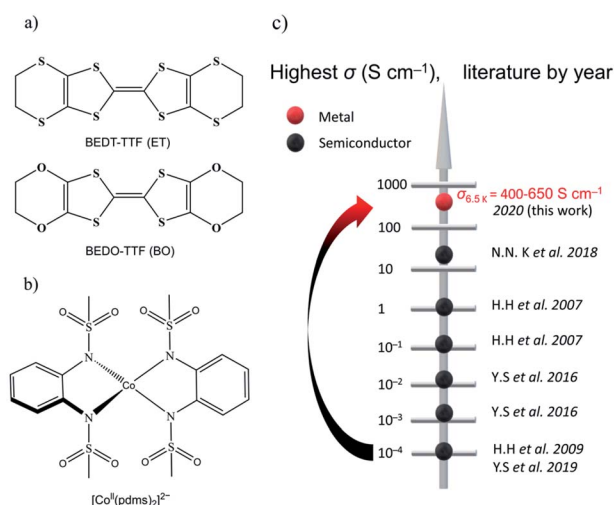 a)
S
S
S
S
S
S
S
S
BEDT-TTF (ET)
O
S
S
O
O
S
S
O
BEDO-TTF (BO)
b)
O
S
O
O
S
O
N
N
Co
N
N
O
S
O
O
S
O
[Co^II(pdms)₂]²⁻
c)
Highest σ (S cm⁻¹), literature by year
Metal
Semiconductor
1000
σ₆.₅ K = 400-650 S cm⁻¹
2020 (this work)
100
N.N. K et al. 2018
10
1
H.H et al. 2007
10⁻¹
H.H et al. 2007
10⁻²
Y.S et al. 2016
10⁻³
Y.S et al. 2016
10⁻⁴
H.H et al. 2009
Y.S et al. 2019